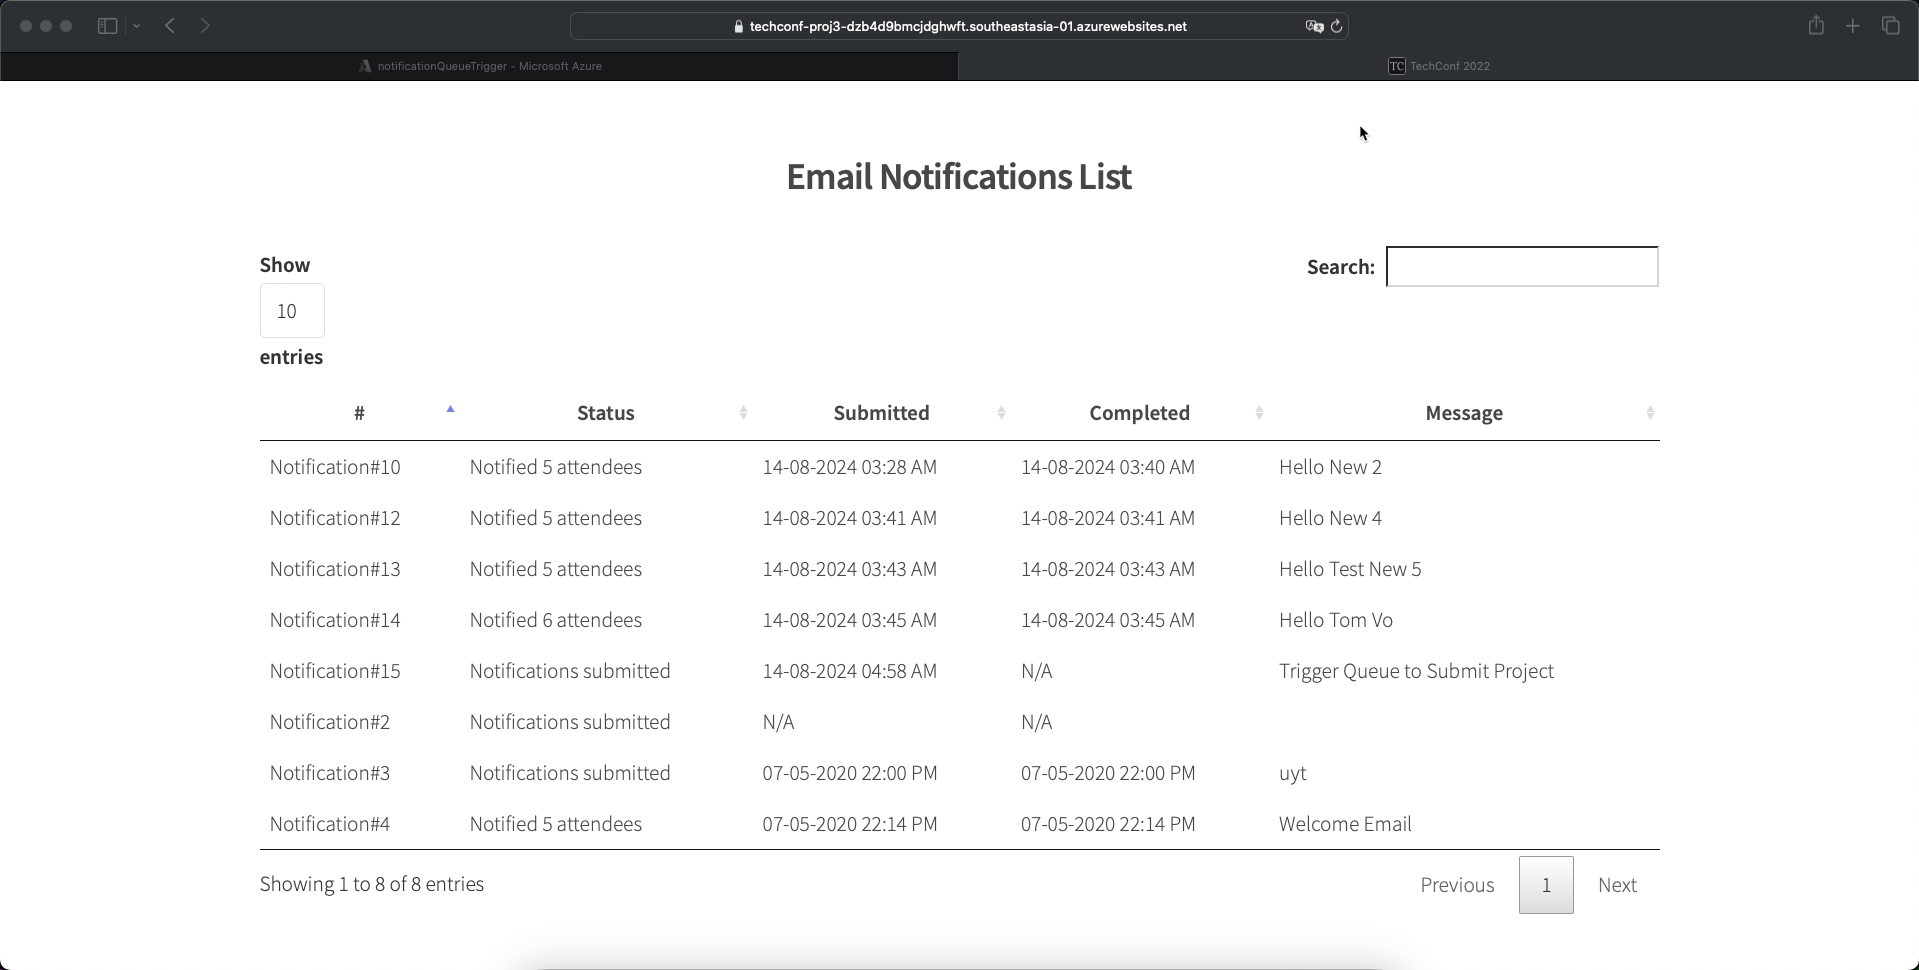 techconf-proj3-dzb4d9bmcjdghwft.southeastasia-01.azurewebsites.net
notificationQueueTrigger - Microsoft Azure
TC TechConf 2022
Email Notifications List
Show
10
entries
Search:
# Status Submitted Completed Message
Notification#10 Notified 5 attendees 14-08-2024 03:28 AM 14-08-2024 03:40 AM Hello New 2
Notification#12 Notified 5 attendees 14-08-2024 03:41 AM 14-08-2024 03:41 AM Hello New 4
Notification#13 Notified 5 attendees 14-08-2024 03:43 AM 14-08-2024 03:43 AM Hello Test New 5
Notification#14 Notified 6 attendees 14-08-2024 03:45 AM 14-08-2024 03:45 AM Hello Tom Vo
Notification#15 Notifications submitted 14-08-2024 04:58 AM N/A Trigger Queue to Submit Project
Notification#2 Notifications submitted N/A N/A
Notification#3 Notifications submitted 07-05-2020 22:00 PM 07-05-2020 22:00 PM uyt
Notification#4 Notified 5 attendees 07-05-2020 22:14 PM 07-05-2020 22:14 PM Welcome Email
Showing 1 to 8 of 8 entries
Previous 1 Next